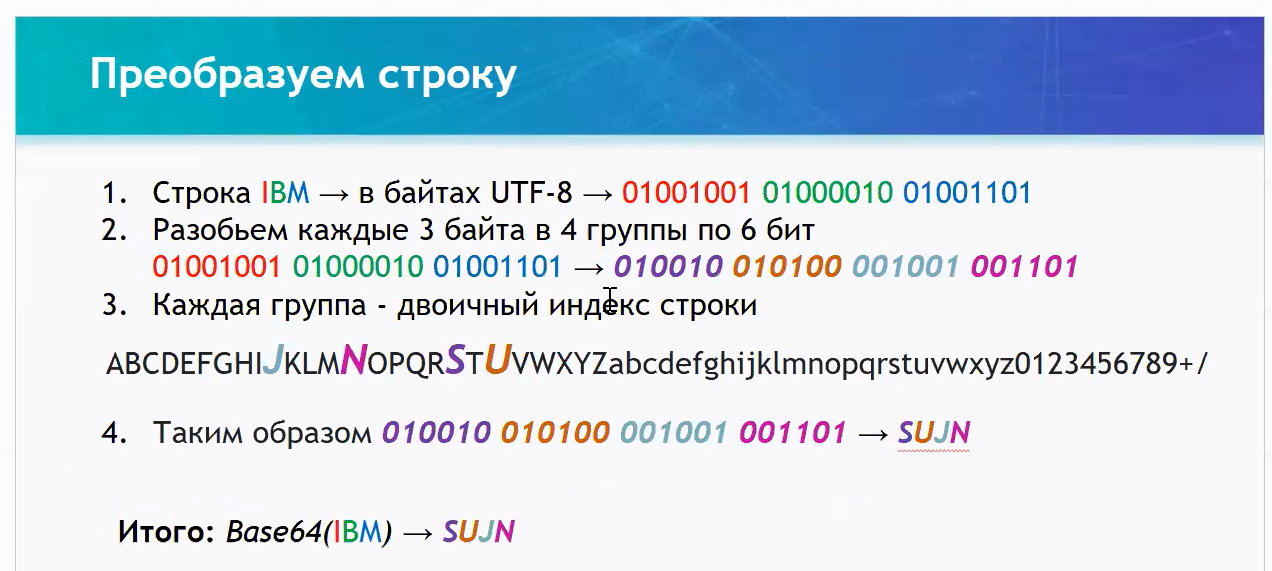 Преобразуем строку
1. Строка IBM → в байтах UTF-8 → 01001001 01000010 01001101
2. Разобьем каждые 3 байта в 4 группы по 6 бит
01001001 01000010 01001101 → 010010 010100 001001 001101
3. Каждая группа - двоичный индекс строки
ABCDEFGHIJKLMNOPQRSTUVWXYZabcdefghijklmnopqrstuvwxyz0123456789+/
4. Таким образом 010010 010100 001001 001101 → SUJN
Итого: Base64(IBM) → SUJN